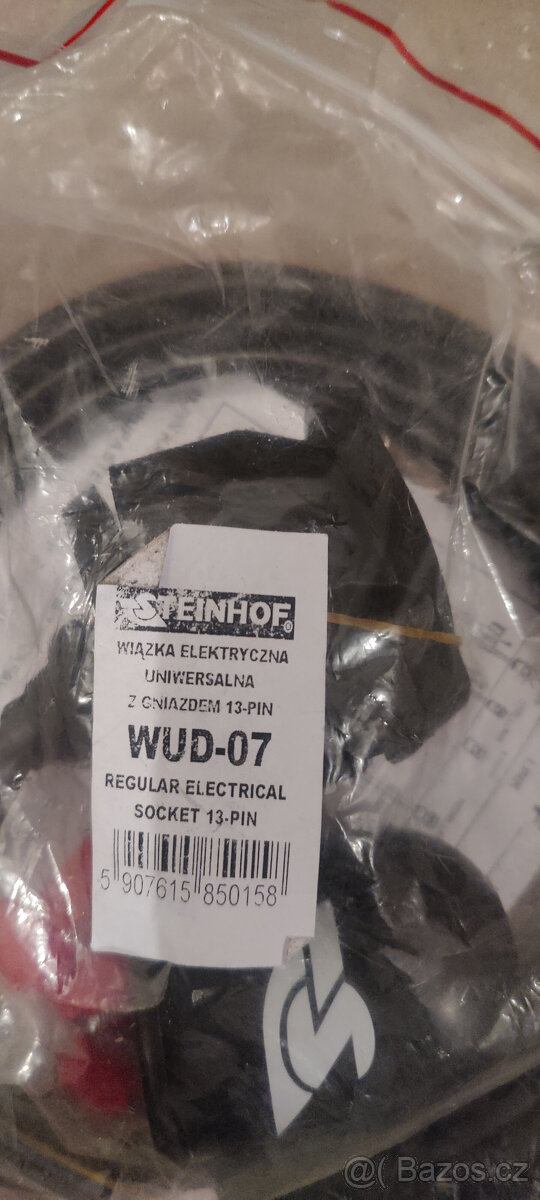 STEINHOF®
WIĄZKA ELEKTRYCZNA
UNIWERSALNA
Z GNIAZDEM 13-PIN
WUD-07
REGULAR ELECTRICAL
SOCKET 13-PIN
5 907615 850158
@( Bazos.cz